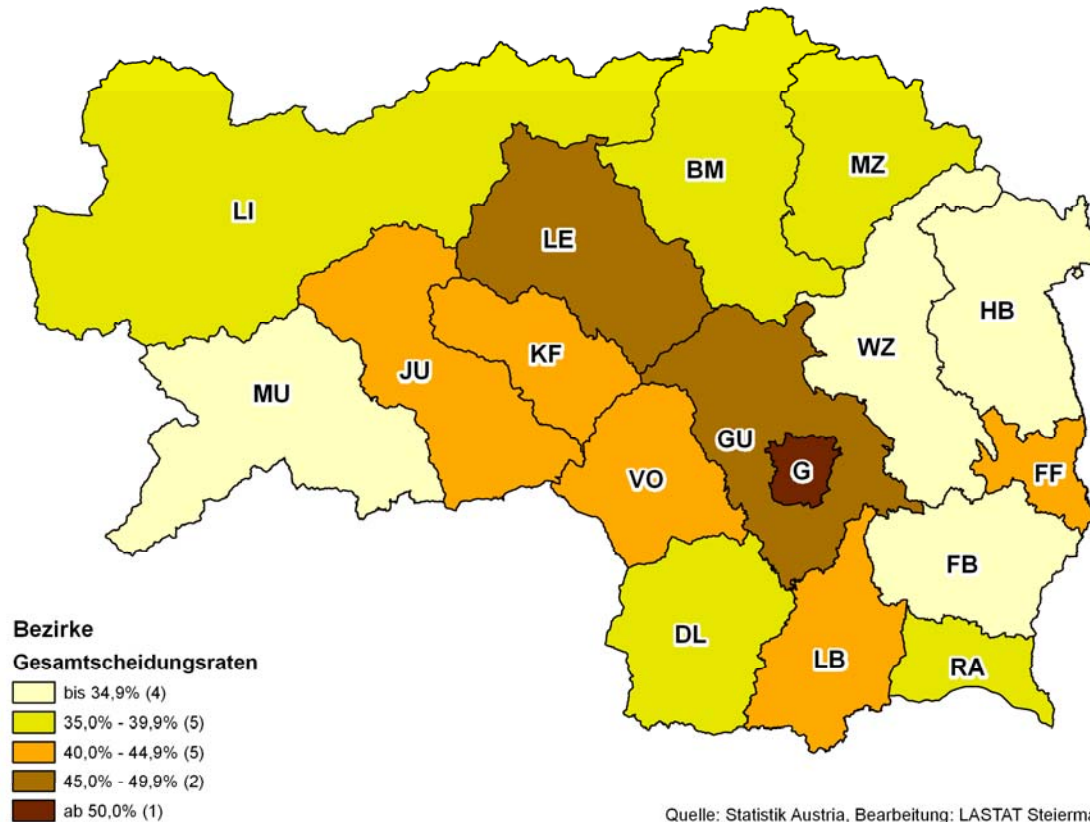 BM
MZ
LI
LE
HB
WZ
KF
JU
MU
GU
G
VO
FF
FB
DL
LB
RA
Bezirke
Gesamtscheidungsraten
bis 34,9% (4)
35,0% - 39,9% (5)
40,0% - 44,9% (5)
45,0% - 49,9% (2)
ab 50,0% (1)
Quelle: Statistik Austria, Bearbeitung: LASTAT Steierma